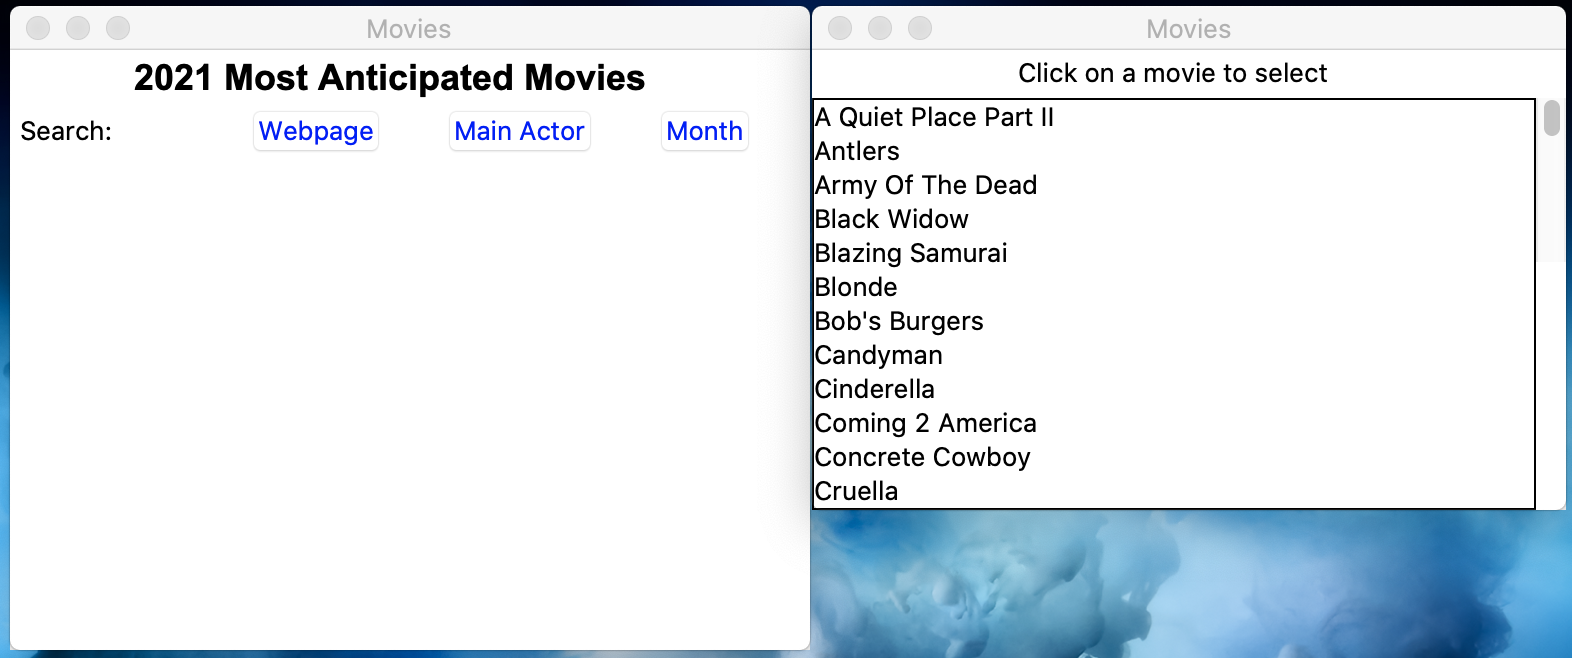 Movies
2021 Most Anticipated Movies
Search: Webpage Main Actor Month
Movies
Click on a movie to select
A Quiet Place Part II
Antlers
Army Of The Dead
Black Widow
Blazing Samurai
Blonde
Bob's Burgers
Candyman
Cinderella
Coming 2 America
Concrete Cowboy
Cruella